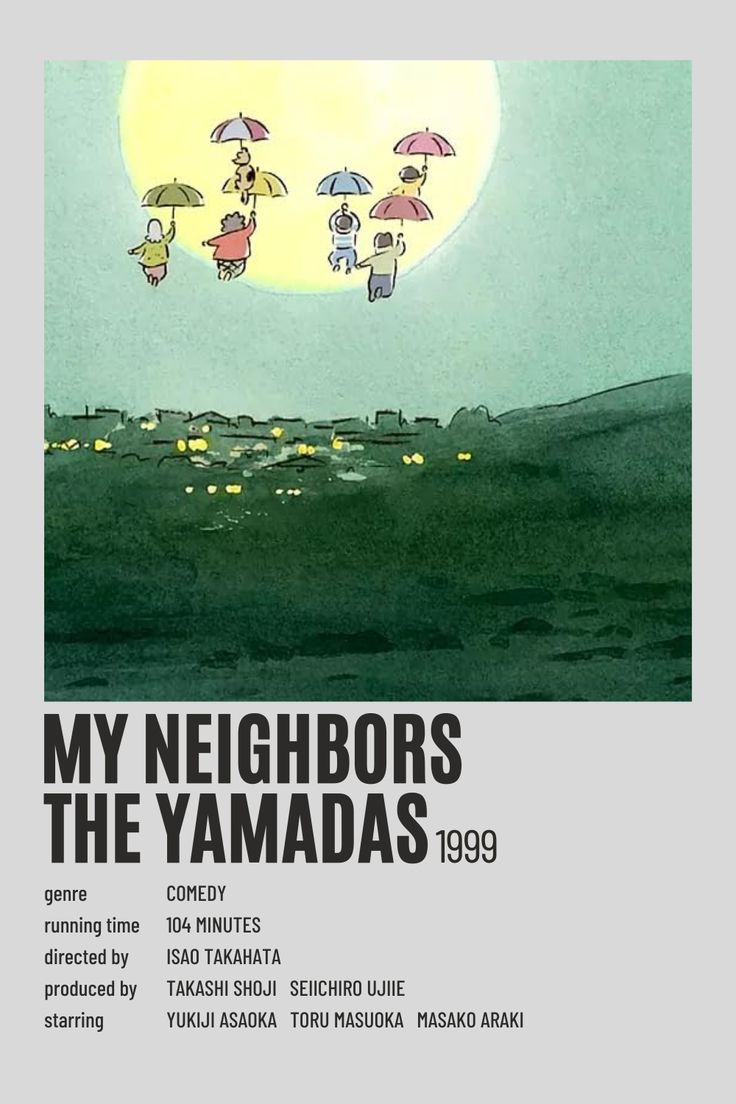 MY NEIGHBORS
THE YAMADAS 1999
genre COMEDY
running time 104 MINUTES
directed by ISAO TAKAHATA
produced by TAKASHI SHOJI SEIICHIRO UJIIE
starring YUKIJI ASAOKA TORU MASUOKA MASAKO ARAKI